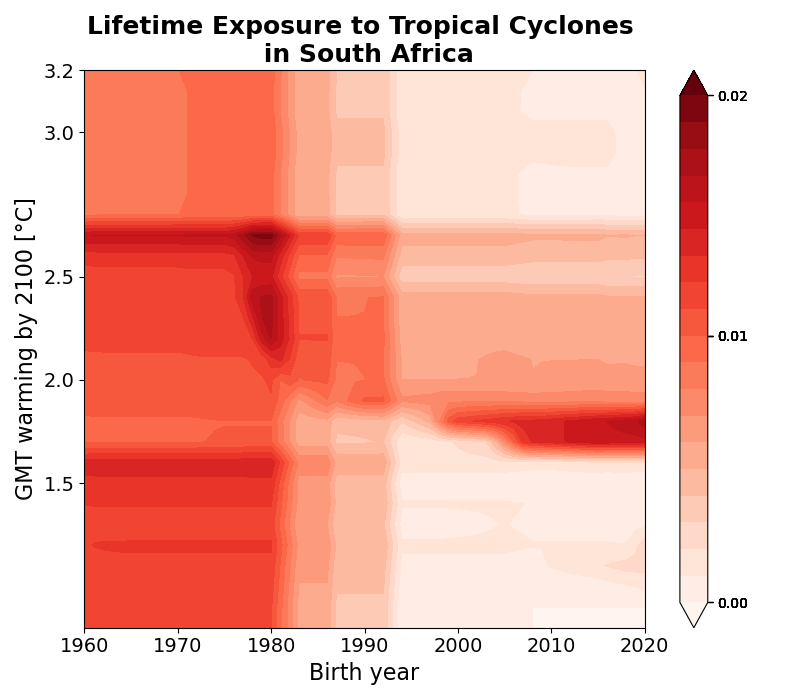 Lifetime Exposure to Tropical Cyclones
in South Africa
3.2
3.0
2.5
2.0
1.5
GMT warming by 2100 [°C]
1960 1970 1980 1990 2000 2010 2020
Birth year
0.02
0.01
0.00